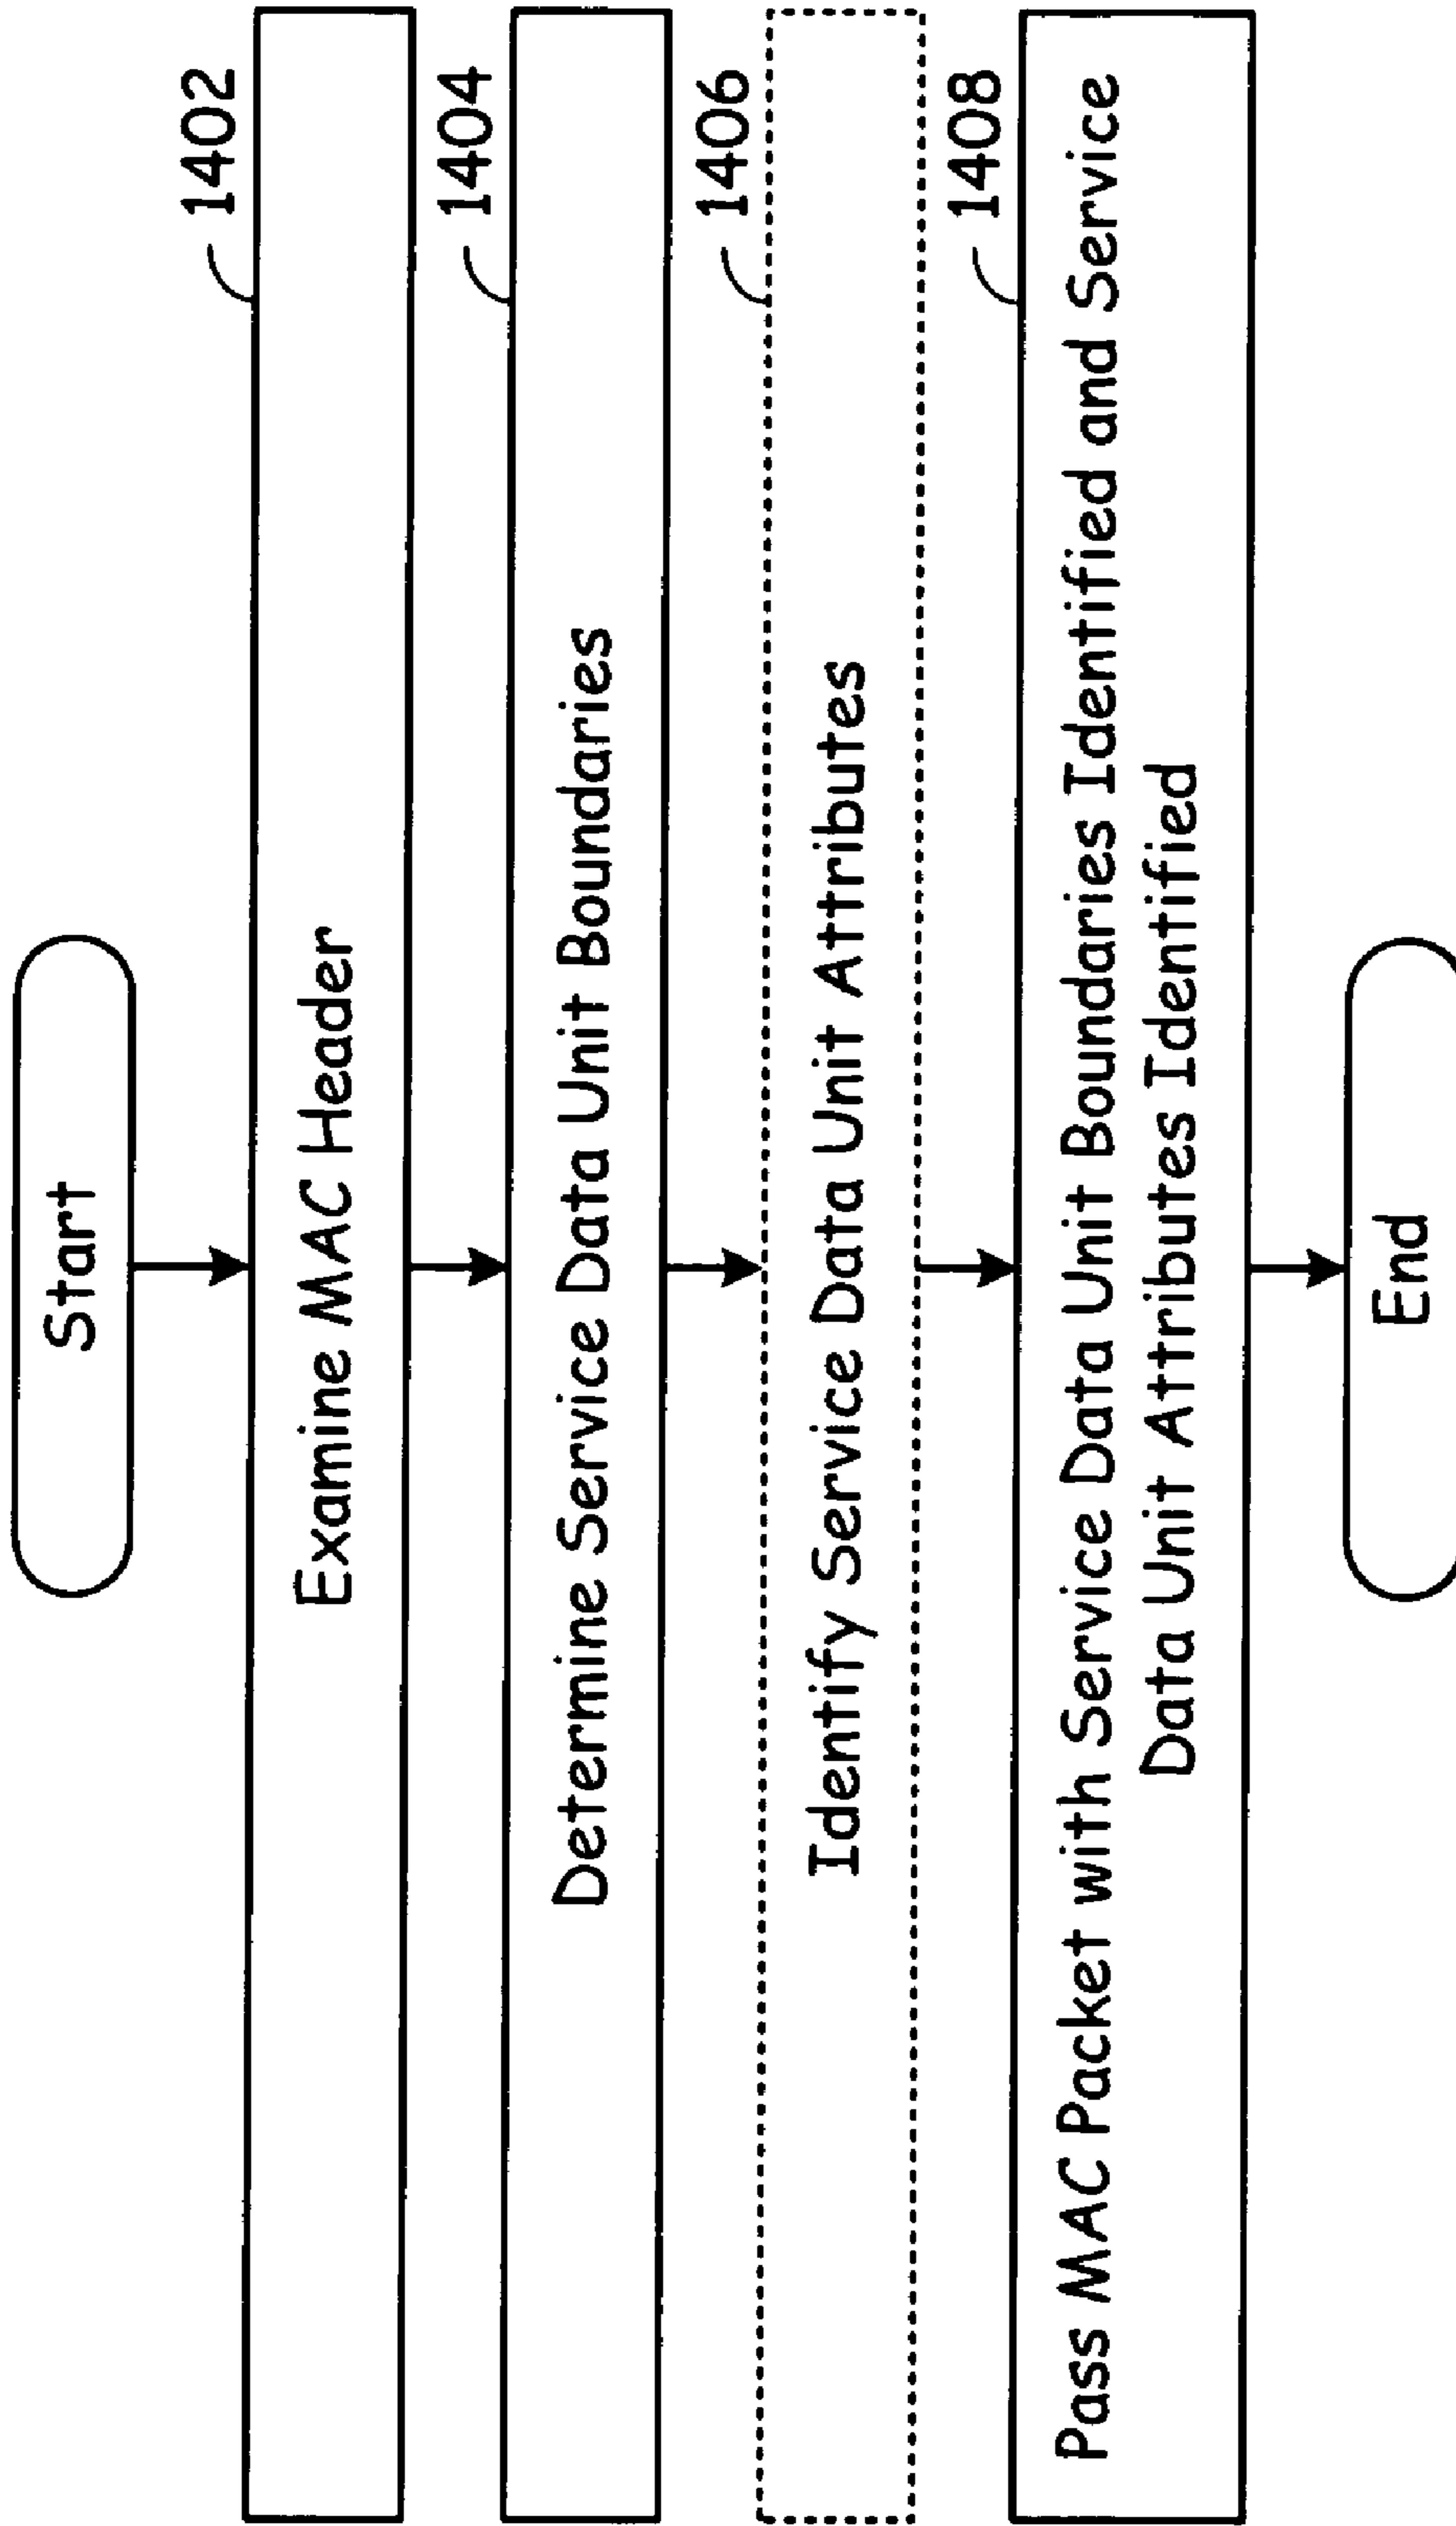 Start
1402
Examine MAC Header
1404
Determine Service Data Unit Boundaries
1406
Identify Service Data Unit Attributes
1408
Pass MAC Packet with Service Data Unit Boundaries Identified and Service
Data Unit Attributes Identified
End